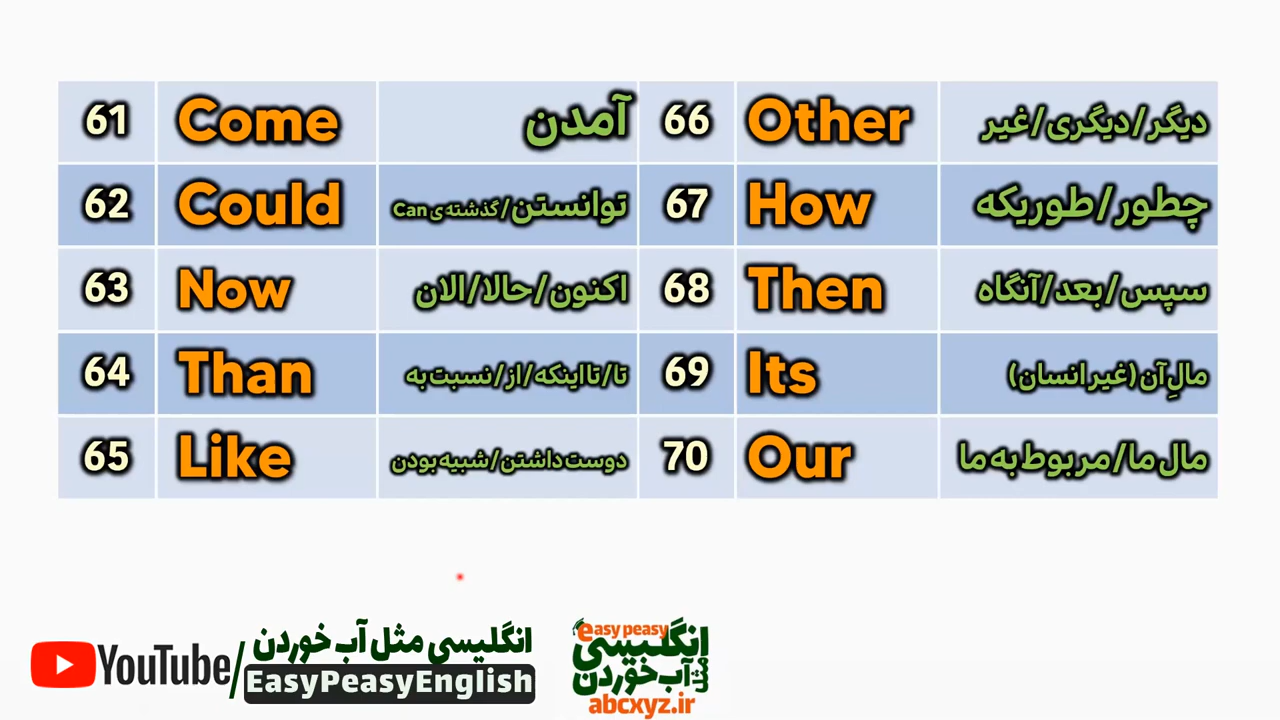 61 Come آمدن 66 Other دیگر/دیگری/غیر
62 Could توانستن/گذشته‌ی Can 67 How چطور/طوریکه
63 Now اکنون/حالا/الان 68 Then سپس/بعد/آنگاه
64 Than تا/تااینکه/از/نسبت به 69 Its مالِ آن (غیر انسان)
65 Like دوست داشتن/شبیه بودن 70 Our مال ما/مربوط به ما
YouTube/انگلیسی مثل آب خوردن
EasyPeasyEnglish
easy peasy
انگلیسی
مثل آب خوردن
abcxyz.ir